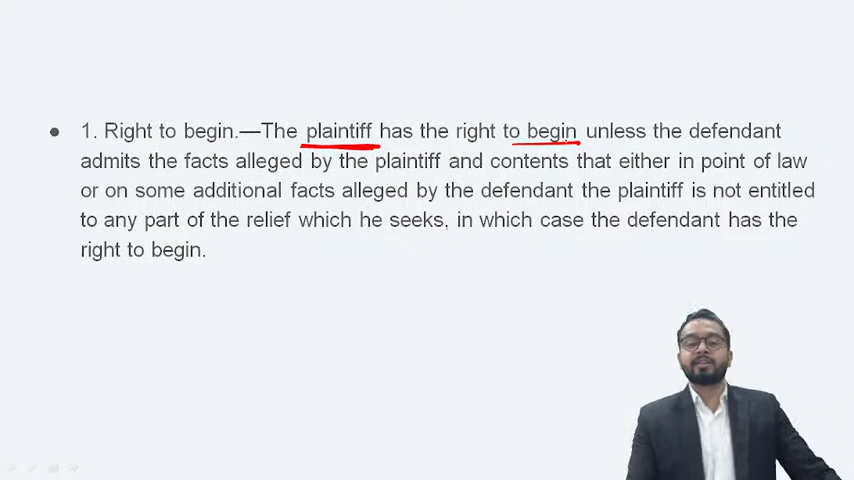 ● 1. Right to begin.—The plaintiff has the right to begin unless the defendant
admits the facts alleged by the plaintiff and contents that either in point of law
or on some additional facts alleged by the defendant the plaintiff is not entitled
to any part of the relief which he seeks, in which case the defendant has the
right to begin.